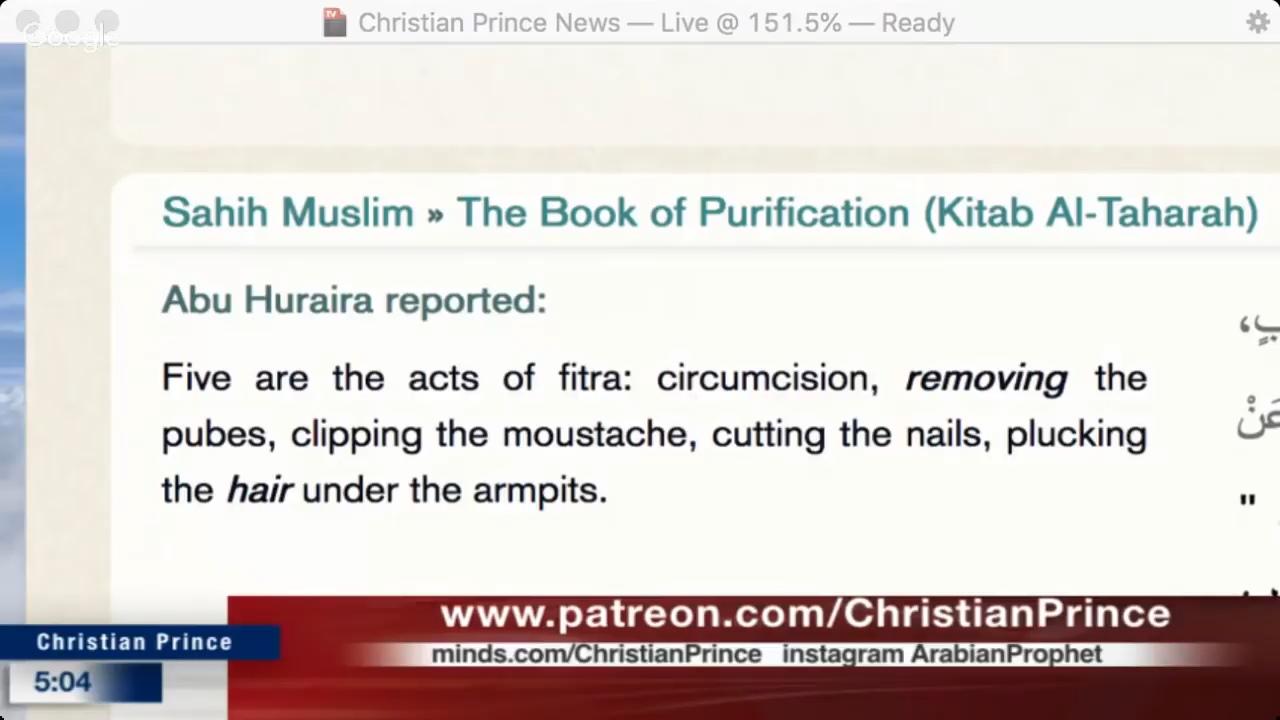 Christian Prince News — Live @ 151.5% — Ready
Google
Sahih Muslim » The Book of Purification (Kitab Al-Taharah)
Abu Huraira reported:
Five are the acts of fitra: circumcision, removing the
pubes, clipping the moustache, cutting the nails, plucking
the hair under the armpits.
عَنْ
"
www.patreon.com/ChristianPrince
Christian Prince
minds.com/ChristianPrince instagram ArabianProphet
5:04